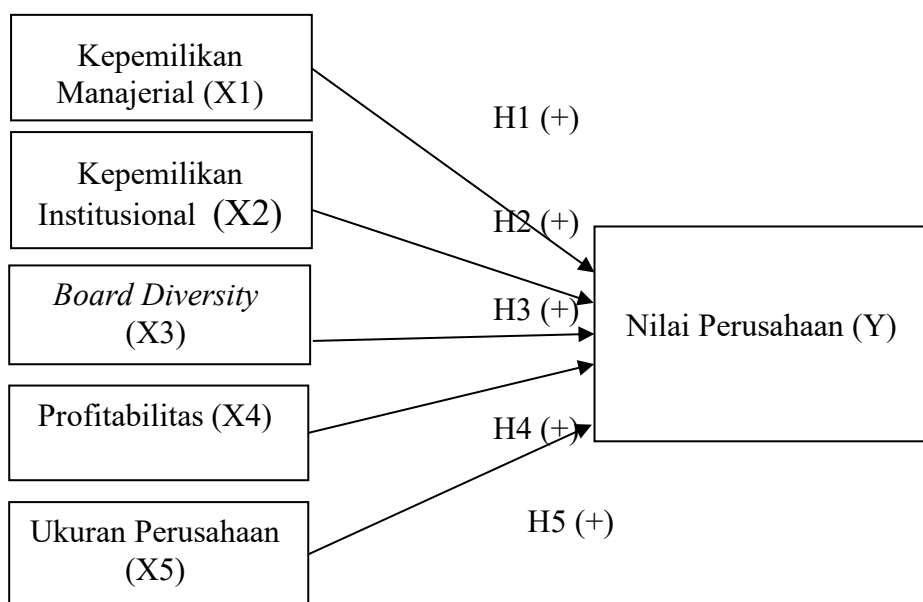 Kepemilikan
Manajerial (X1)
H1 (+)
Kepemilikan
Institusional (X2)
H2 (+)
Board Diversity
(X3)
H3 (+)
Nilai Perusahaan (Y)
Profitabilitas (X4)
H4 (+)
Ukuran Perusahaan
(X5)
H5 (+)